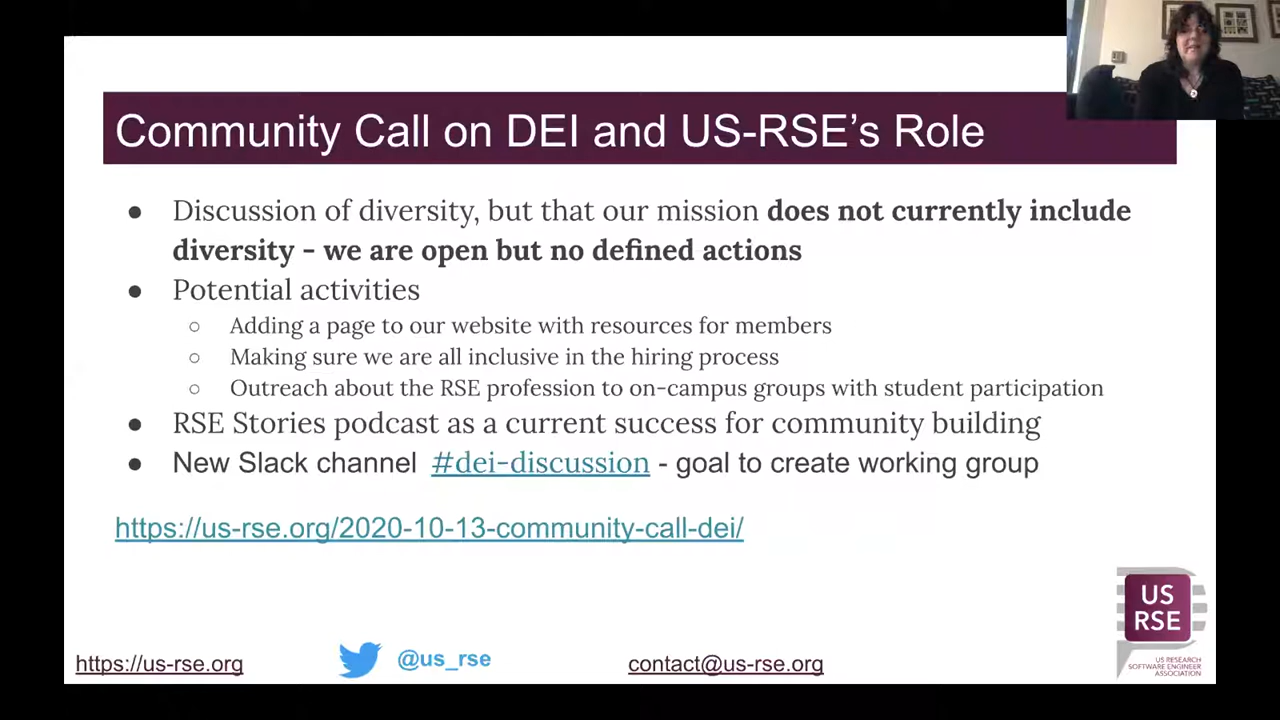 Community Call on DEI and US-RSE's Role
● Discussion of diversity, but that our mission does not currently include
diversity - we are open but no defined actions
● Potential activities
○ Adding a page to our website with resources for members
○ Making sure we are all inclusive in the hiring process
○ Outreach about the RSE profession to on-campus groups with student participation
● RSE Stories podcast as a current success for community building
● New Slack channel #dei-discussion - goal to create working group
https://us-rse.org/2020-10-13-community-call-dei/
https://us-rse.org
@us_rse
contact@us-rse.org
US
RSE
US RESEARCH
SOFTWARE ENGINEER
ASSOCIATION